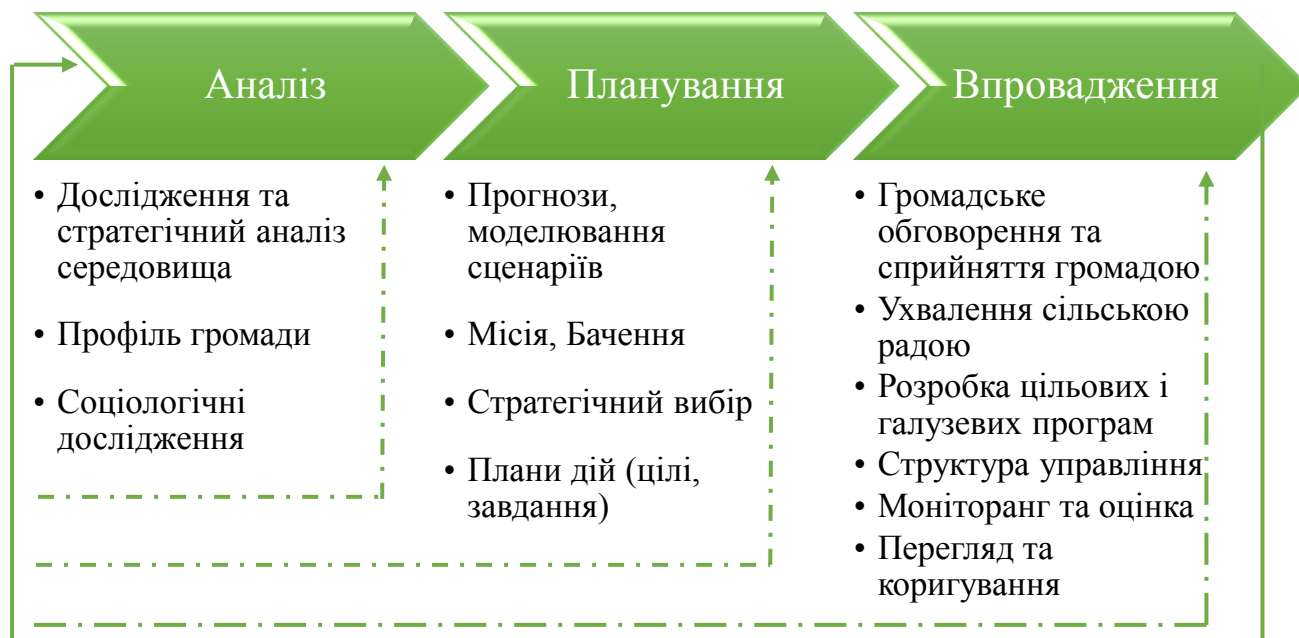 Аналіз
Планування
Впровадження
• Дослідження та
стратегічний аналіз
середовища
• Профіль громади
• Соціологічні
дослідження
• Прогнози,
моделювання
сценаріїв
• Місія, Бачення
• Стратегічний вибір
• Плани дій (цілі,
завдання)
• Громадське
обговорення та
сприйняття громадою
• Ухвалення сільською
радою
• Розробка цільових і
галузевих програм
• Структура управління
• Моніторанг та оцінка
• Перегляд та
коригування